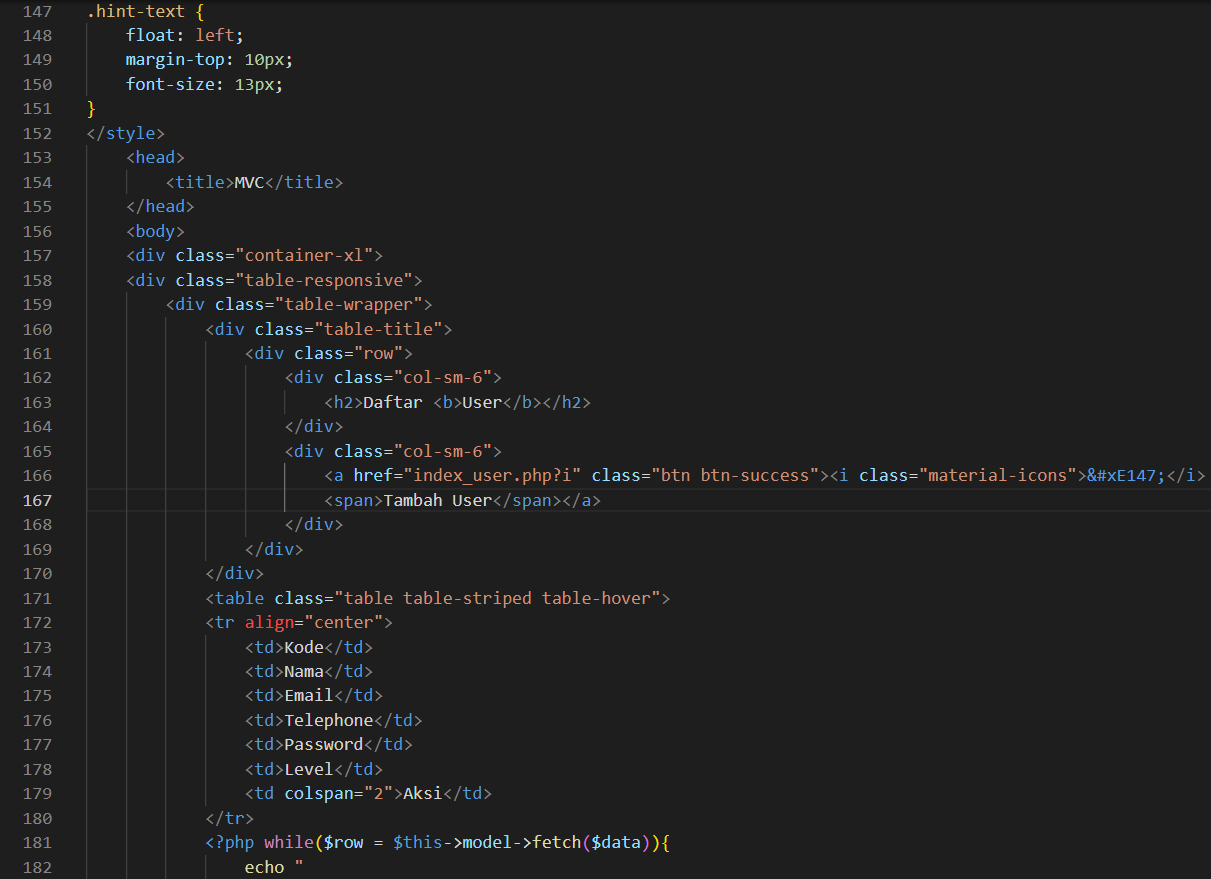 147 .hint-text {
148     float: left;
149     margin-top: 10px;
150     font-size: 13px;
151 }
152 </style>
153     <head>
154         <title>MVC</title>
155     </head>
156     <body>
157     <div class="container-xl">
158     <div class="table-responsive">
159         <div class="table-wrapper">
160             <div class="table-title">
161                 <div class="row">
162                     <div class="col-sm-6">
163                         <h2>Daftar <b>User</b></h2>
164                     </div>
165                     <div class="col-sm-6">
166                         <a href="index_user.php?i" class="btn btn-success"><i class="material-icons">&#xE147;</i>
167                         <span>Tambah User</span></a>
168                     </div>
169                 </div>
170             </div>
171             <table class="table table-striped table-hover">
172             <tr align="center">
173                 <td>Kode</td>
174                 <td>Nama</td>
175                 <td>Email</td>
176                 <td>Telephone</td>
177                 <td>Password</td>
178                 <td>Level</td>
179                 <td colspan="2">Aksi</td>
180             </tr>
181             <?php while($row = $this->model->fetch($data)){
182                 echo "